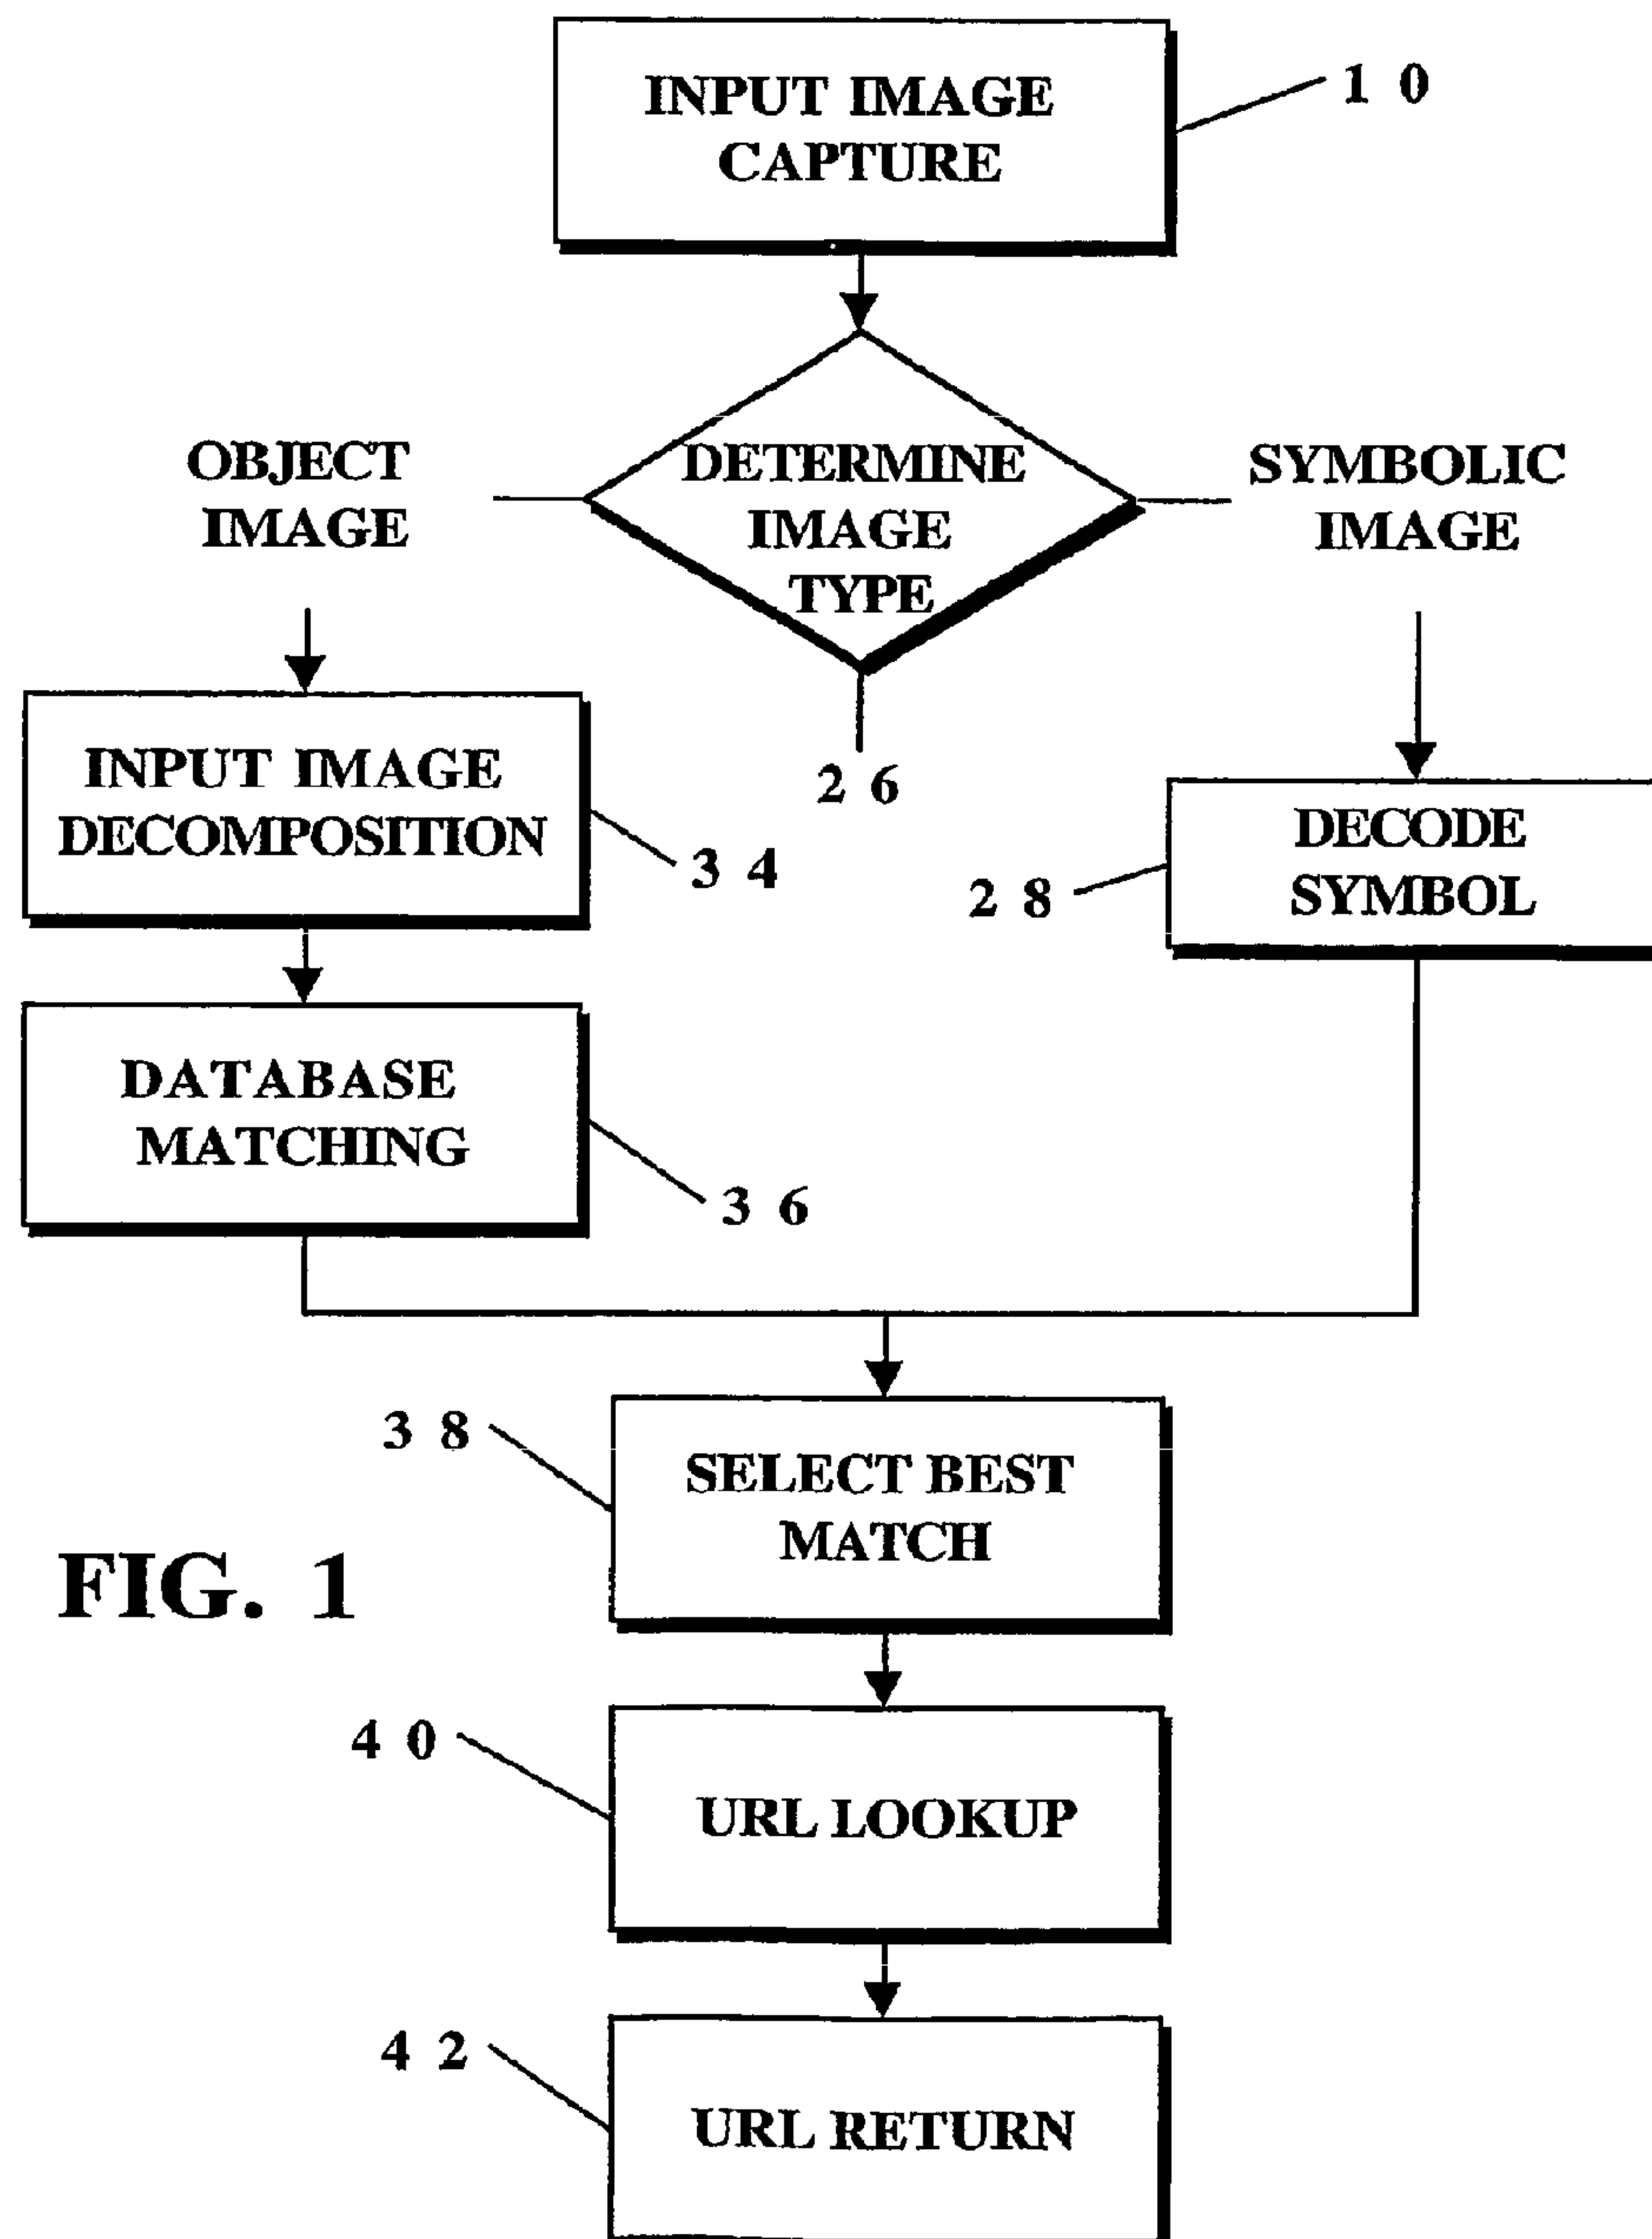 INPUT IMAGE
CAPTURE
1 0
OBJECT
IMAGE
DETERMINE
IMAGE
TYPE
SYMBOLIC
IMAGE
2 6
INPUT IMAGE
DECOMPOSITION
3 4
2 8
DECODE
SYMBOL
DATABASE
MATCHING
3 6
3 8
SELECT BEST
MATCH
FIG. 1
4 0
URL LOOKUP
4 2
URL RETURN